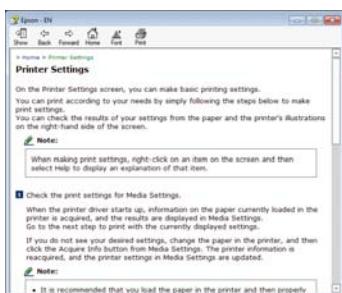 Epson - EN
Show Back Forward Home Font Print
> Home > Printer Settings
Printer Settings
On the Printer Settings screen, you can make basic printing settings.
You can print according to your needs by simply following the steps below to make
print settings.
You can check the results of your settings from the paper and the printer's illustrations
on the right-hand side of the screen.
Note:
When making print settings, right-click on an item on the screen and then
select Help to display an explanation of that item.
1 Check the print settings for Media Settings.
When the printer driver starts up, information on the paper currently loaded in the
printer is acquired, and the results are displayed in Media Settings.
Go to the next step to print with the currently displayed settings.
If you do not see your desired settings, change the paper in the printer, and then
click the Acquire Info button from Media Settings. The printer information is
reacquired, and the printer settings in Media Settings are updated.
Note:
• It is recommended that you load the paper in the printer and then properly